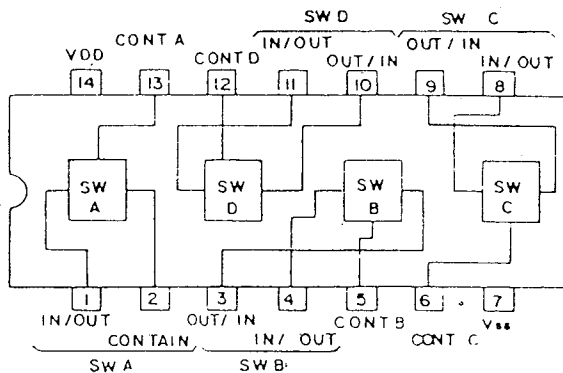 SW D SW C
CONT A IN/OUT OUT/IN
VDD CONT D OUT/IN IN/OUT
14 13 12 11 10 9 8
SW A
SW D
SW B
SW C
1 2 3 4 5 6 7
IN/OUT OUT/IN CONT B Vss
CONTAIN IN/OUT CONT C
SW A SW B